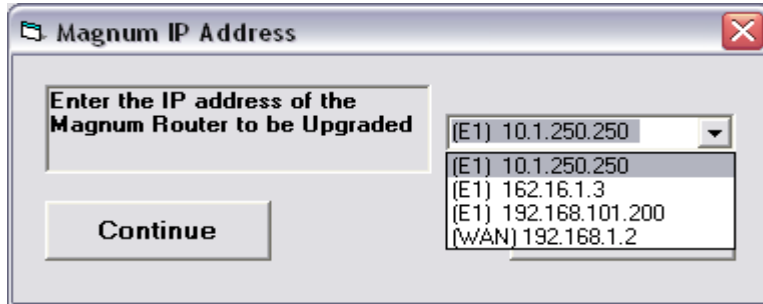 Magnum IP Address
Enter the IP address of the
Magnum Router to be Upgraded
(E1) 10.1.250.250
(E1) 10.1.250.250
(E1) 162.16.1.3
(E1) 192.168.101.200
(WAN) 192.168.1.2
Continue